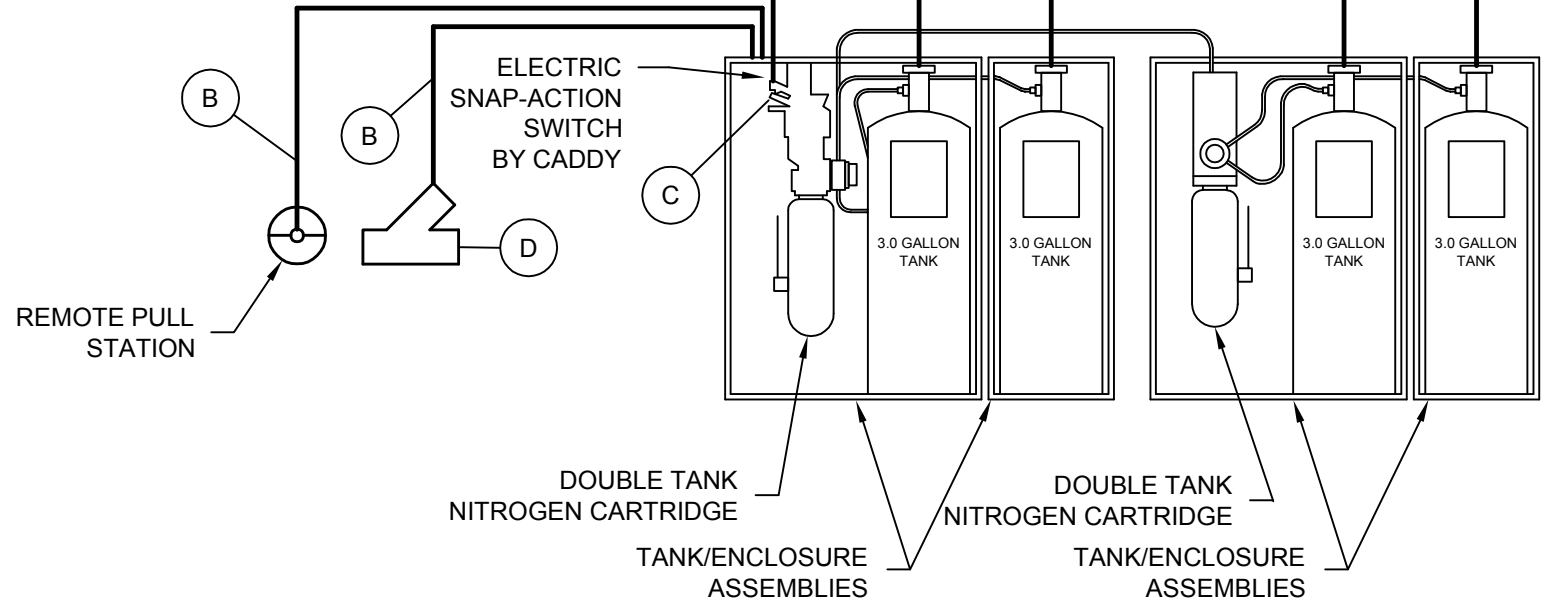 B
B
ELECTRIC
SNAP-ACTION
SWITCH
BY CADDY
C
D
REMOTE PULL
STATION
3.0 GALLON
TANK
3.0 GALLON
TANK
3.0 GALLON
TANK
3.0 GALLON
TANK
DOUBLE TANK
NITROGEN CARTRIDGE
TANK/ENCLOSURE
ASSEMBLIES
DOUBLE TANK
NITROGEN CARTRIDGE
TANK/ENCLOSURE
ASSEMBLIES